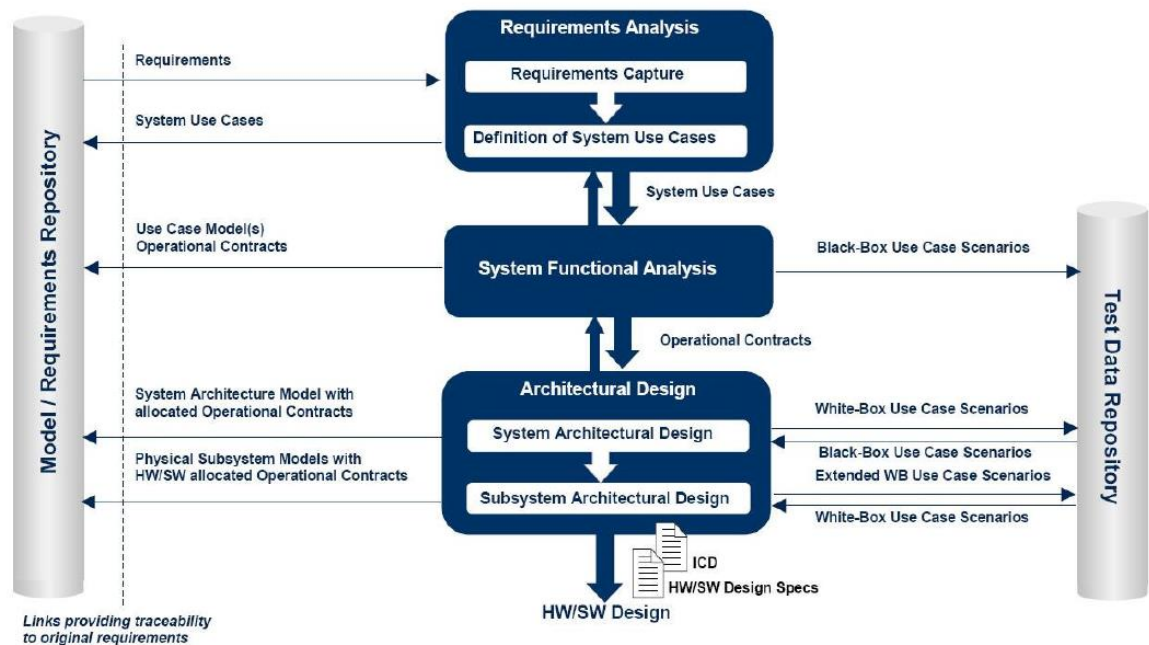 Requirements Analysis
Requirements
Requirements Capture
System Use Cases
Definition of System Use Cases
System Use Cases
Model / Requirements Repository
Use Case Model(s)
Operational Contracts
System Functional Analysis
Black-Box Use Case Scenarios
Test Data Repository
Operational Contracts
Architectural Design
System Architecture Model with
allocated Operational Contracts
System Architectural Design
White-Box Use Case Scenarios
Black-Box Use Case Scenarios
Physical Subsystem Models with
HW/SW allocated Operational Contracts
Subsystem Architectural Design
Extended WB Use Case Scenarios
White-Box Use Case Scenarios
ICD
HW/SW Design Specs
HW/SW Design
Links providing traceability
to original requirements